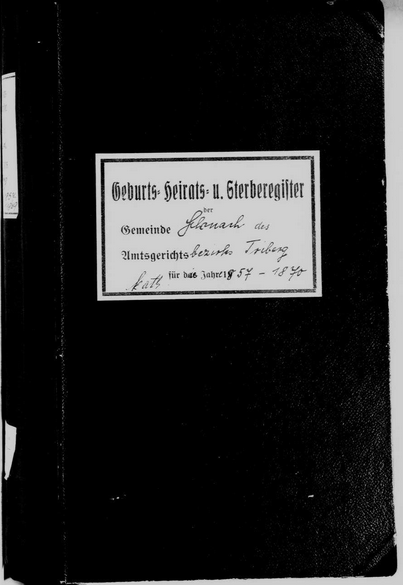 Geburts- Heirats- u. Sterberegister
der
Gemeinde Schonach des
Amtsgerichtsbezirks Triberg
kath für das Jahr 1857 - 1870